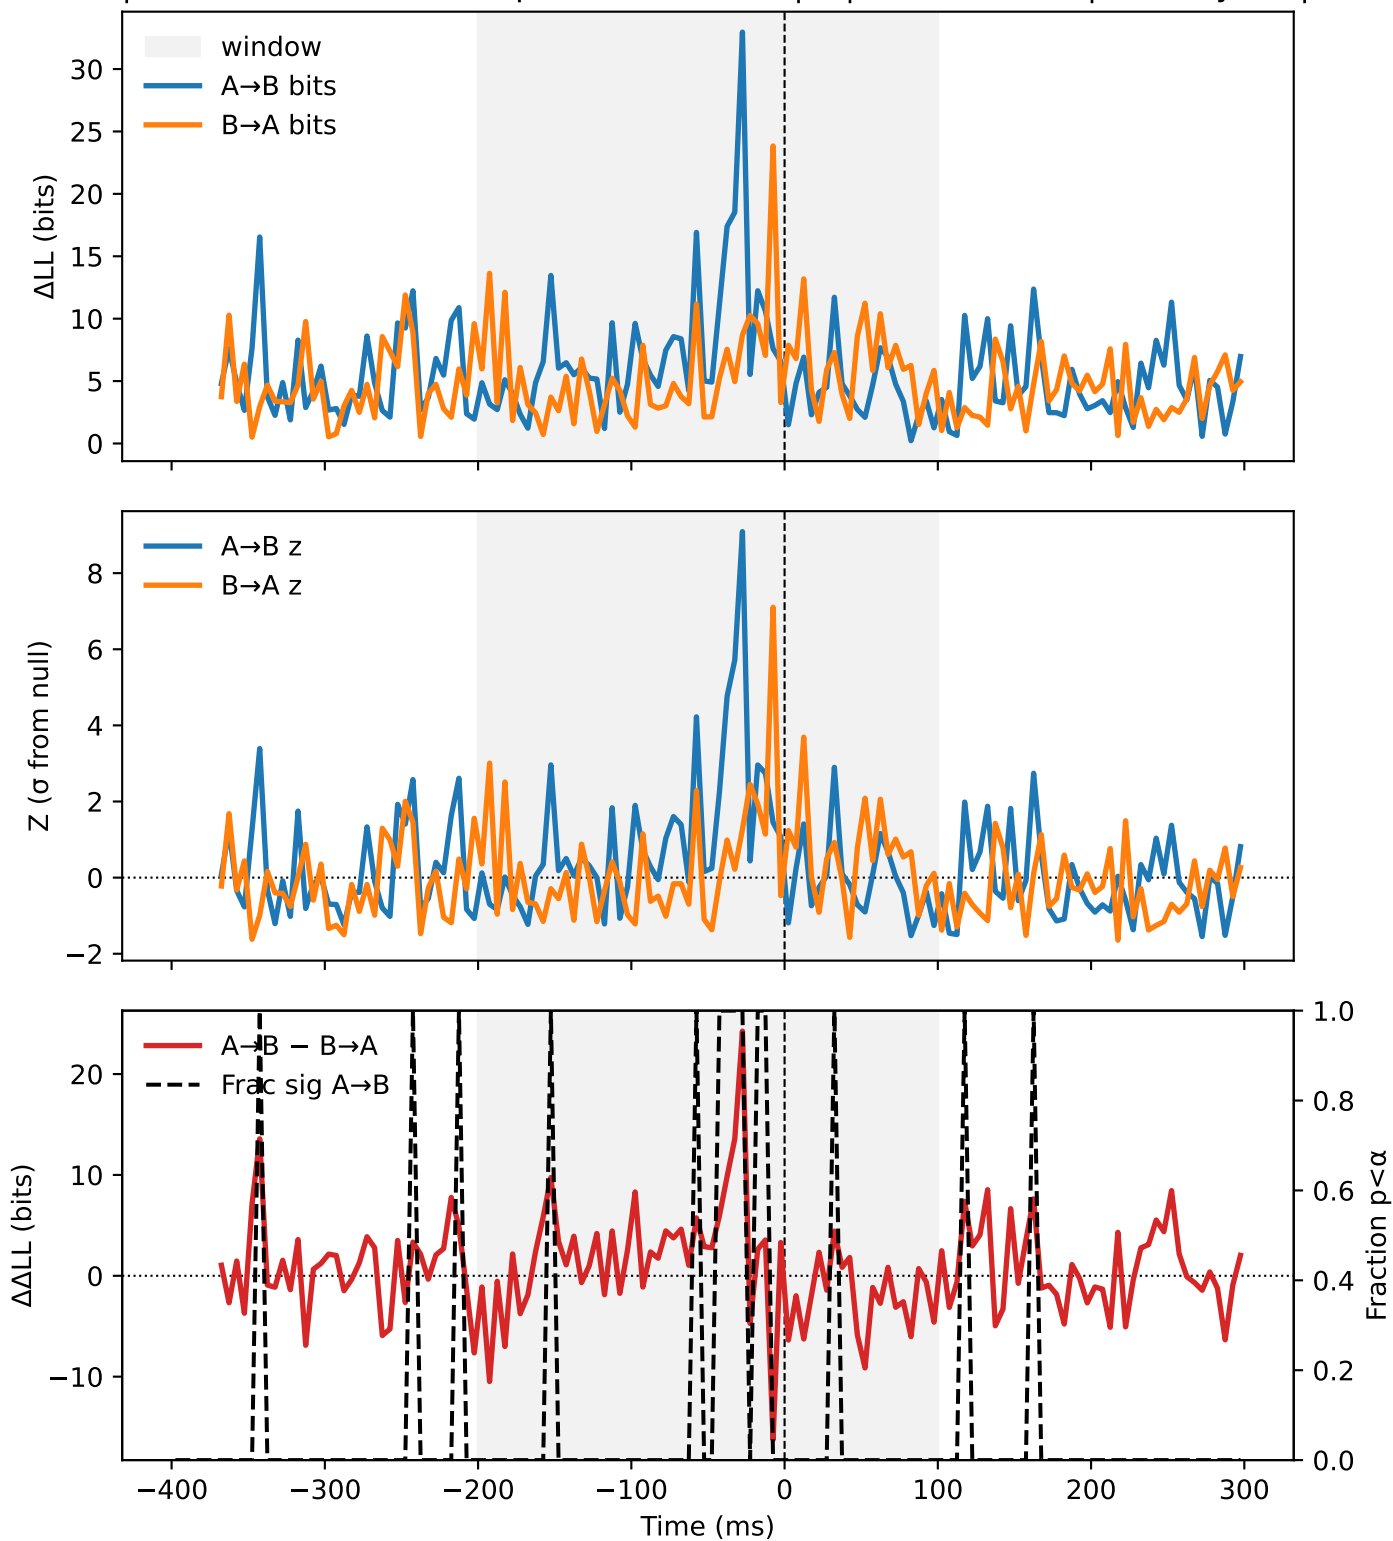 window
A→B bits
B→A bits
ΔLL (bits)
30
25
20
15
10
5
0
A→B z
B→A z
Z (σ from null)
8
6
4
2
0
−2
A→B − B→A
Frac sig A→B
ΔΔLL (bits)
20
10
0
−10
1.0
0.8
0.6
0.4
0.2
0.0
Fraction p<α
−400 −300 −200 −100 0 100 200 300
Time (ms)